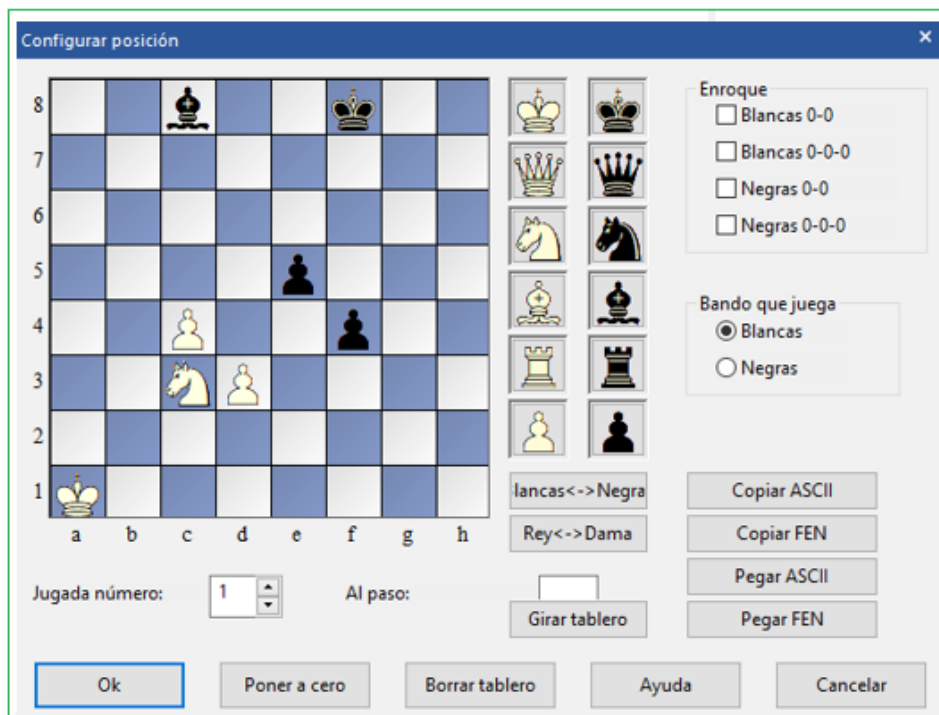 Configurar posición
8
7
6
5
4
3
2
1
a b c d e f g h
Enroque
Blancas 0-0
Blancas 0-0-0
Negras 0-0
Negras 0-0-0
Bando que juega
Blancas
Negras
lancas<->Negra
Rey<->Dama
Girar tablero
Copiar ASCII
Copiar FEN
Pegar ASCII
Pegar FEN
Jugada número: 1
Al paso:
Ok
Poner a cero
Borrar tablero
Ayuda
Cancelar